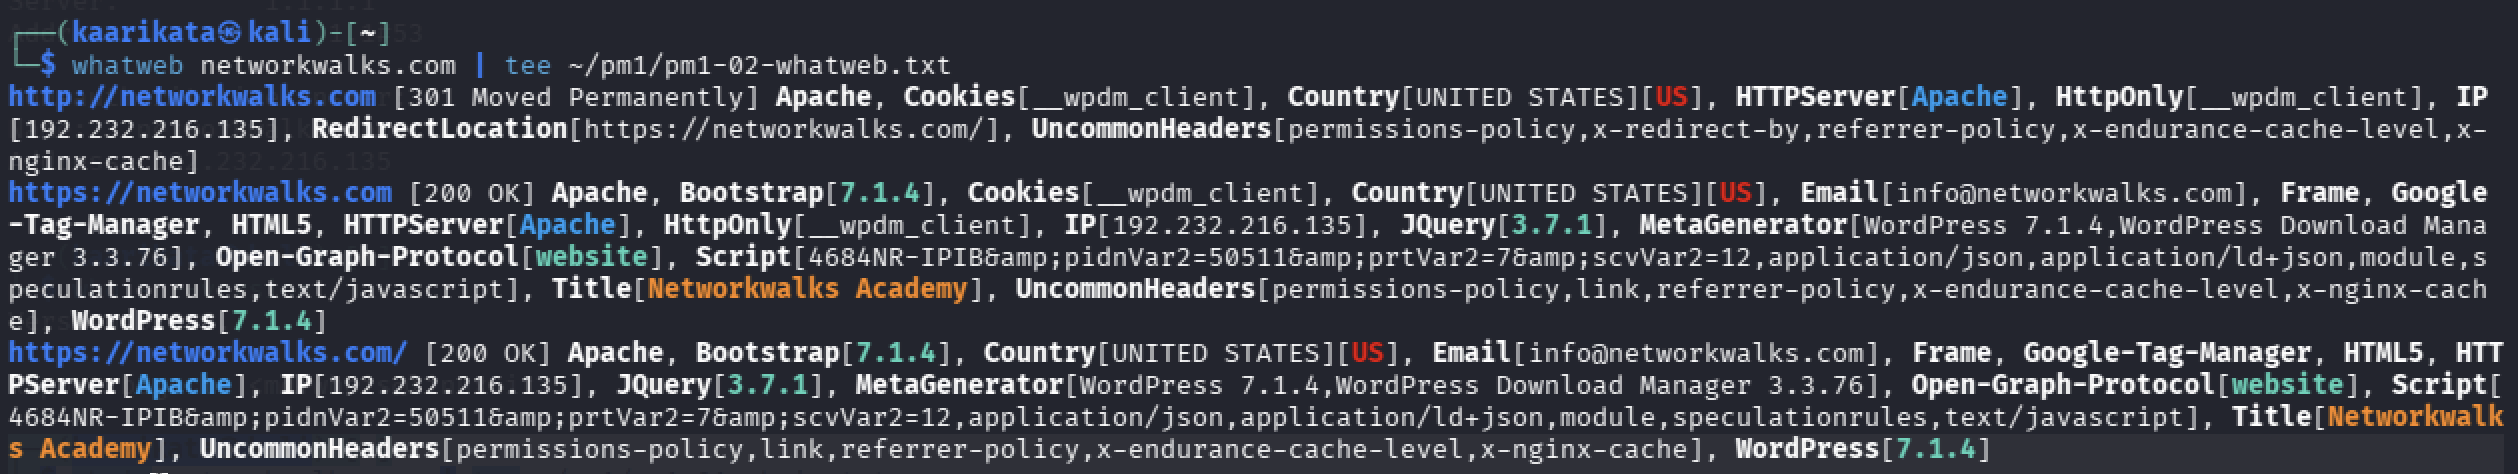 ┌──(kaarikata㉿kali)-[~]
└─$ whatweb networkwalks.com | tee ~/pm1/pm1-02-whatweb.txt
http://networkwalks.com [301 Moved Permanently] Apache, Cookies[__wpdm_client], Country[UNITED STATES][US], HTTPServer[Apache], HttpOnly[__wpdm_client], IP
[192.232.216.135], RedirectLocation[https://networkwalks.com/], UncommonHeaders[permissions-policy,x-redirect-by,referrer-policy,x-endurance-cache-level,x-
nginx-cache]
https://networkwalks.com [200 OK] Apache, Bootstrap[7.1.4], Cookies[__wpdm_client], Country[UNITED STATES][US], Email[info@networkwalks.com], Frame, Google
-Tag-Manager, HTML5, HTTPServer[Apache], HttpOnly[__wpdm_client], IP[192.232.216.135], JQuery[3.7.1], MetaGenerator[WordPress 7.1.4,WordPress Download Mana
ger 3.3.76], Open-Graph-Protocol[website], Script[4684NR-IPIB&amp;pidnVar2=50511&amp;prtVar2=7&amp;scvVar2=12,application/json,application/ld+json,module,s
peculationrules,text/javascript], Title[Networkwalks Academy], UncommonHeaders[permissions-policy,link,referrer-policy,x-endurance-cache-level,x-nginx-cach
e], WordPress[7.1.4]
https://networkwalks.com/ [200 OK] Apache, Bootstrap[7.1.4], Country[UNITED STATES][US], Email[info@networkwalks.com], Frame, Google-Tag-Manager, HTML5, HTT
PServer[Apache], IP[192.232.216.135], JQuery[3.7.1], MetaGenerator[WordPress 7.1.4,WordPress Download Manager 3.3.76], Open-Graph-Protocol[website], Script[
4684NR-IPIB&amp;pidnVar2=50511&amp;prtVar2=7&amp;scvVar2=12,application/json,application/ld+json,module,speculationrules,text/javascript], Title[Networkwalk
s Academy], UncommonHeaders[permissions-policy,link,referrer-policy,x-endurance-cache-level,x-nginx-cache], WordPress[7.1.4]